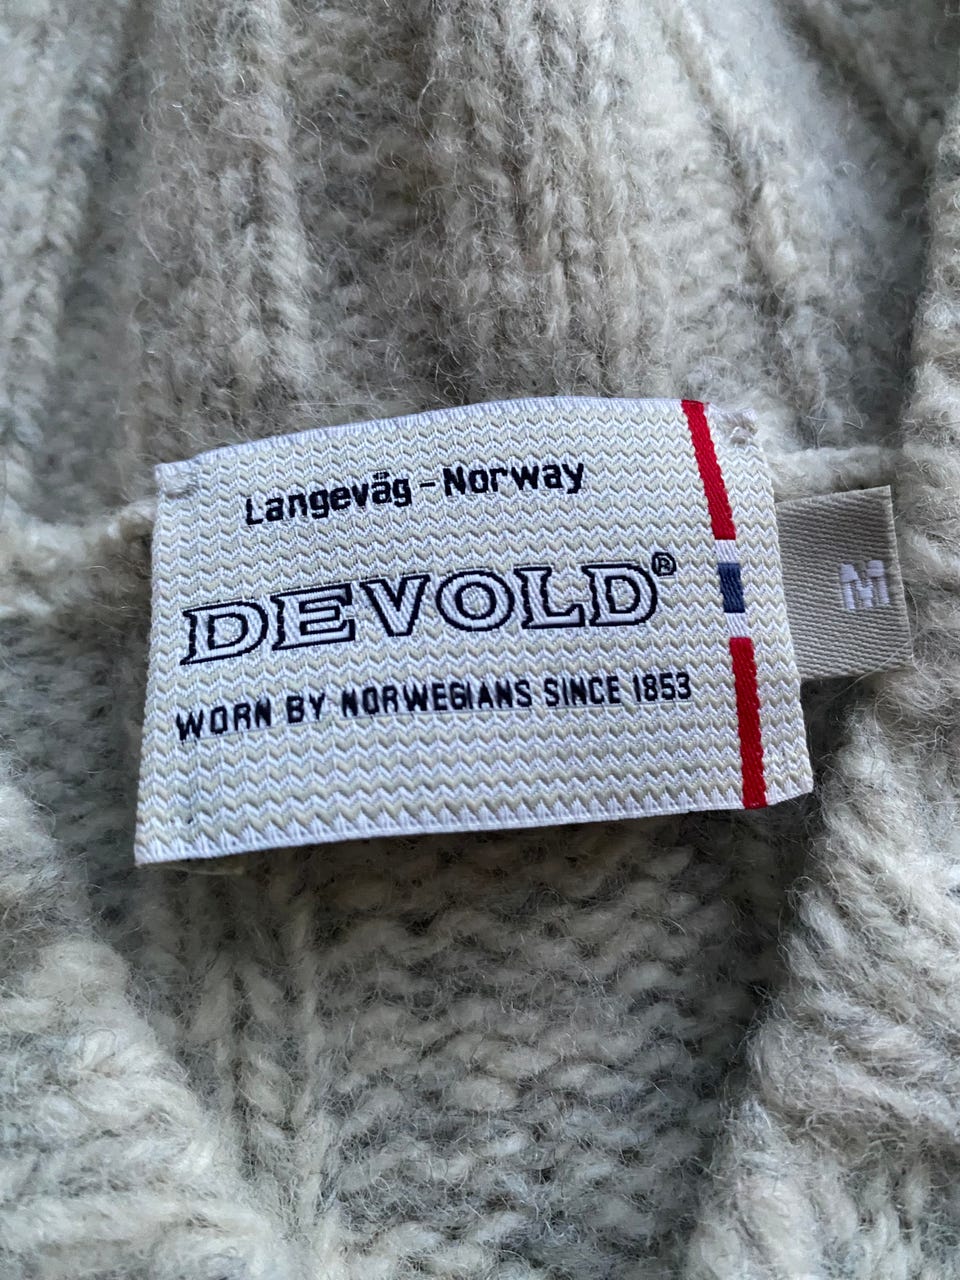 Langevåg - Norway
DEVOLD®
WORN BY NORWEGIANS SINCE 1853
M